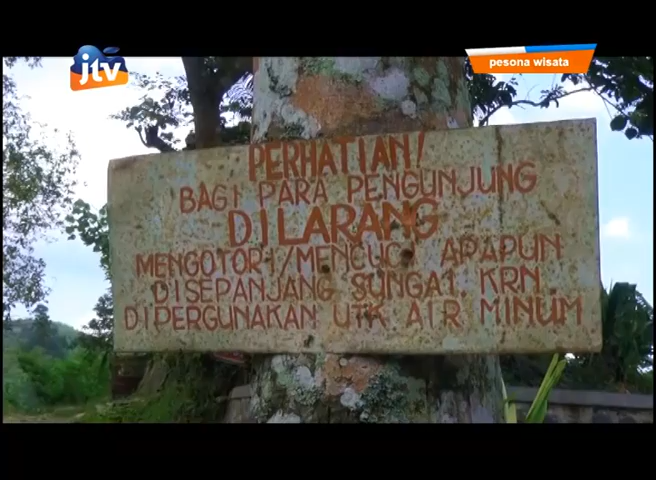 jtv
pesona wisata
PERHATIAN!
BAGI PARA PENGUNJUNG
DILARANG
MENGOTORI/MENCUCI APAPUN
DISEPANJANG SUNGAI. KRN.
DIPERGUNAKAN UTK AIR MINUM